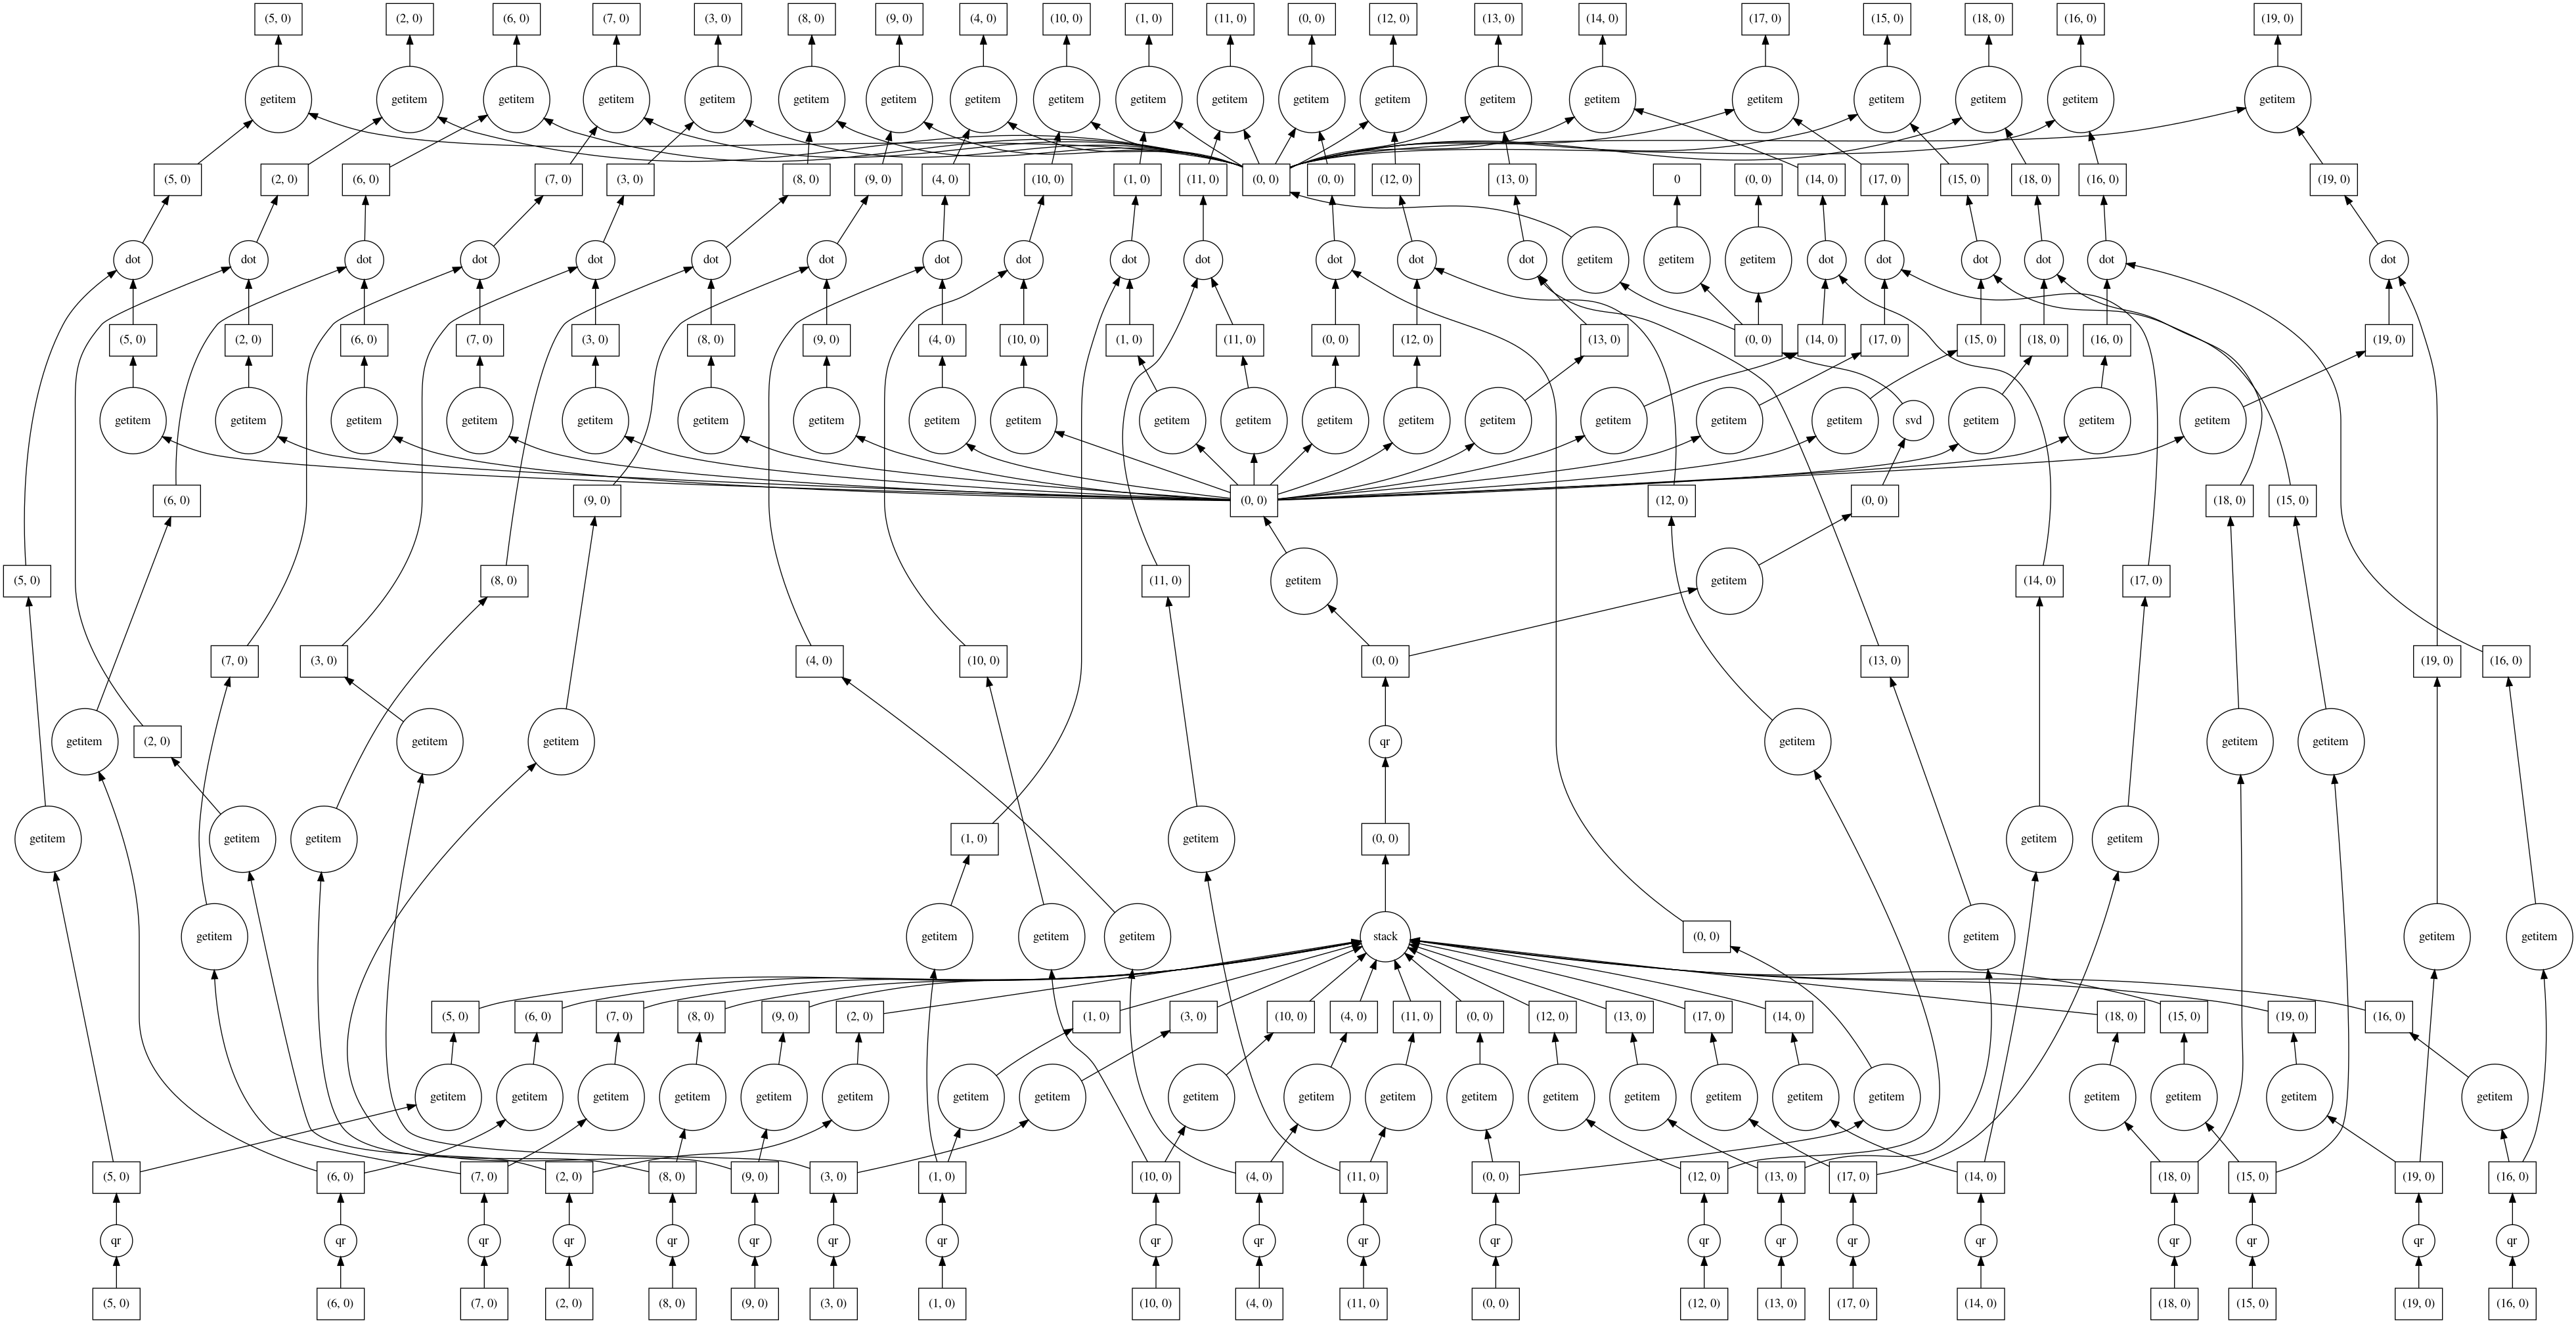 (5, 0) (2, 0) (6, 0) (7, 0) (3, 0) (8, 0) (9, 0) (4, 0) (10, 0) (1, 0) (11, 0) (0, 0) (12, 0) (13, 0) (14, 0) (17, 0) (15, 0) (18, 0) (16, 0) (19, 0)
getitem getitem getitem getitem getitem getitem getitem getitem getitem getitem getitem getitem getitem getitem getitem getitem getitem getitem getitem getitem
(5, 0) (2, 0) (6, 0) (7, 0) (3, 0) (8, 0) (9, 0) (4, 0) (10, 0) (1, 0) (11, 0) (0, 0) (0, 0) (12, 0) (13, 0) 0 (0, 0) (14, 0) (17, 0) (15, 0) (18, 0) (16, 0) (19, 0)
dot dot dot dot dot dot dot dot dot dot dot dot dot dot getitem getitem getitem dot dot dot dot dot dot
(5, 0) (2, 0) (6, 0) (7, 0) (3, 0) (8, 0) (9, 0) (4, 0) (10, 0) (1, 0) (11, 0) (0, 0) (12, 0) (13, 0) (0, 0) (14, 0) (17, 0) (15, 0) (18, 0) (16, 0) (19, 0)
getitem getitem getitem getitem getitem getitem getitem getitem getitem getitem getitem getitem getitem getitem getitem getitem getitem svd getitem getitem getitem
(6, 0) (9, 0) (0, 0) (12, 0) (0, 0) (18, 0) (15, 0)
(5, 0) (8, 0) (11, 0) getitem getitem (14, 0) (17, 0)
(7, 0) (3, 0) (4, 0) (10, 0) (0, 0) (13, 0) (19, 0) (16, 0)
getitem (2, 0) getitem getitem qr getitem getitem getitem
getitem getitem getitem (1, 0) getitem (0, 0) getitem getitem
getitem getitem getitem getitem stack (0, 0) getitem getitem getitem
(5, 0) (6, 0) (7, 0) (8, 0) (9, 0) (2, 0) (1, 0) (3, 0) (10, 0) (4, 0) (11, 0) (0, 0) (12, 0) (13, 0) (17, 0) (14, 0) (18, 0) (15, 0) (19, 0) (16, 0)
getitem getitem getitem getitem getitem getitem getitem getitem getitem getitem getitem getitem getitem getitem getitem getitem getitem getitem getitem getitem getitem
(5, 0) (6, 0) (7, 0) (2, 0) (8, 0) (9, 0) (3, 0) (1, 0) (10, 0) (4, 0) (11, 0) (0, 0) (12, 0) (13, 0) (17, 0) (14, 0) (18, 0) (15, 0) (19, 0) (16, 0)
qr qr qr qr qr qr qr qr qr qr qr qr qr qr qr qr qr qr qr qr
(5, 0) (6, 0) (7, 0) (2, 0) (8, 0) (9, 0) (3, 0) (1, 0) (10, 0) (4, 0) (11, 0) (0, 0) (12, 0) (13, 0) (17, 0) (14, 0) (18, 0) (15, 0) (19, 0) (16, 0)